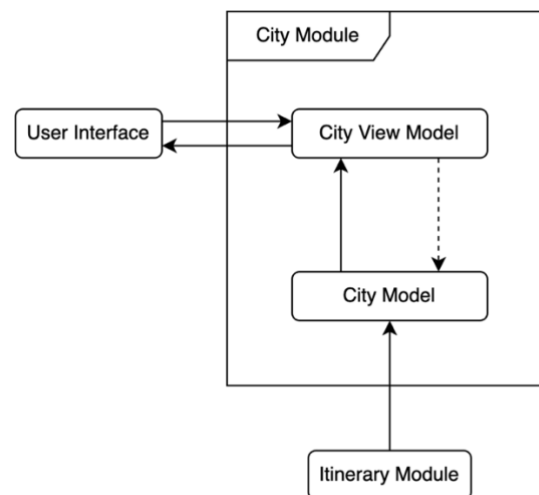 City Module
User Interface
City View Model
City Model
Itinerary Module